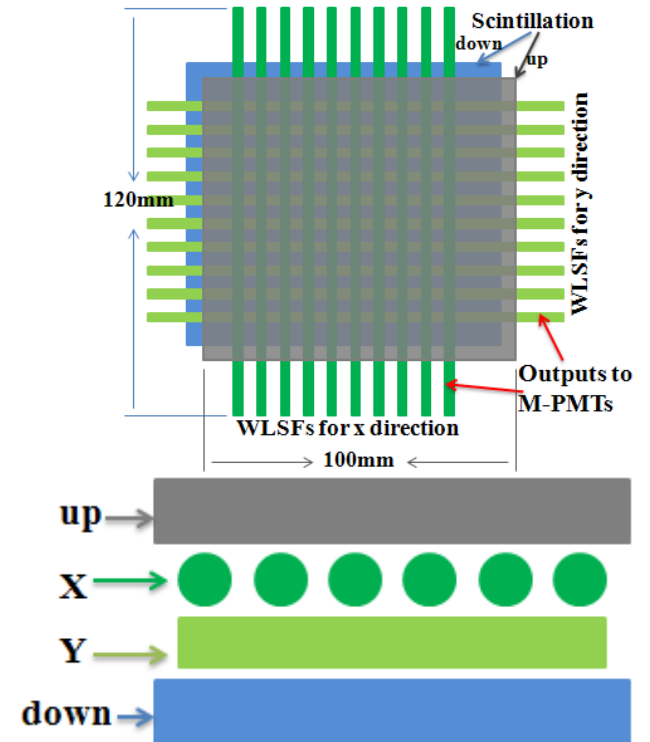 Scintillation
down
up
120mm
WLSFs for y direction
Outputs to
M-PMTs
WLSFs for x direction
100mm
up
X
Y
down